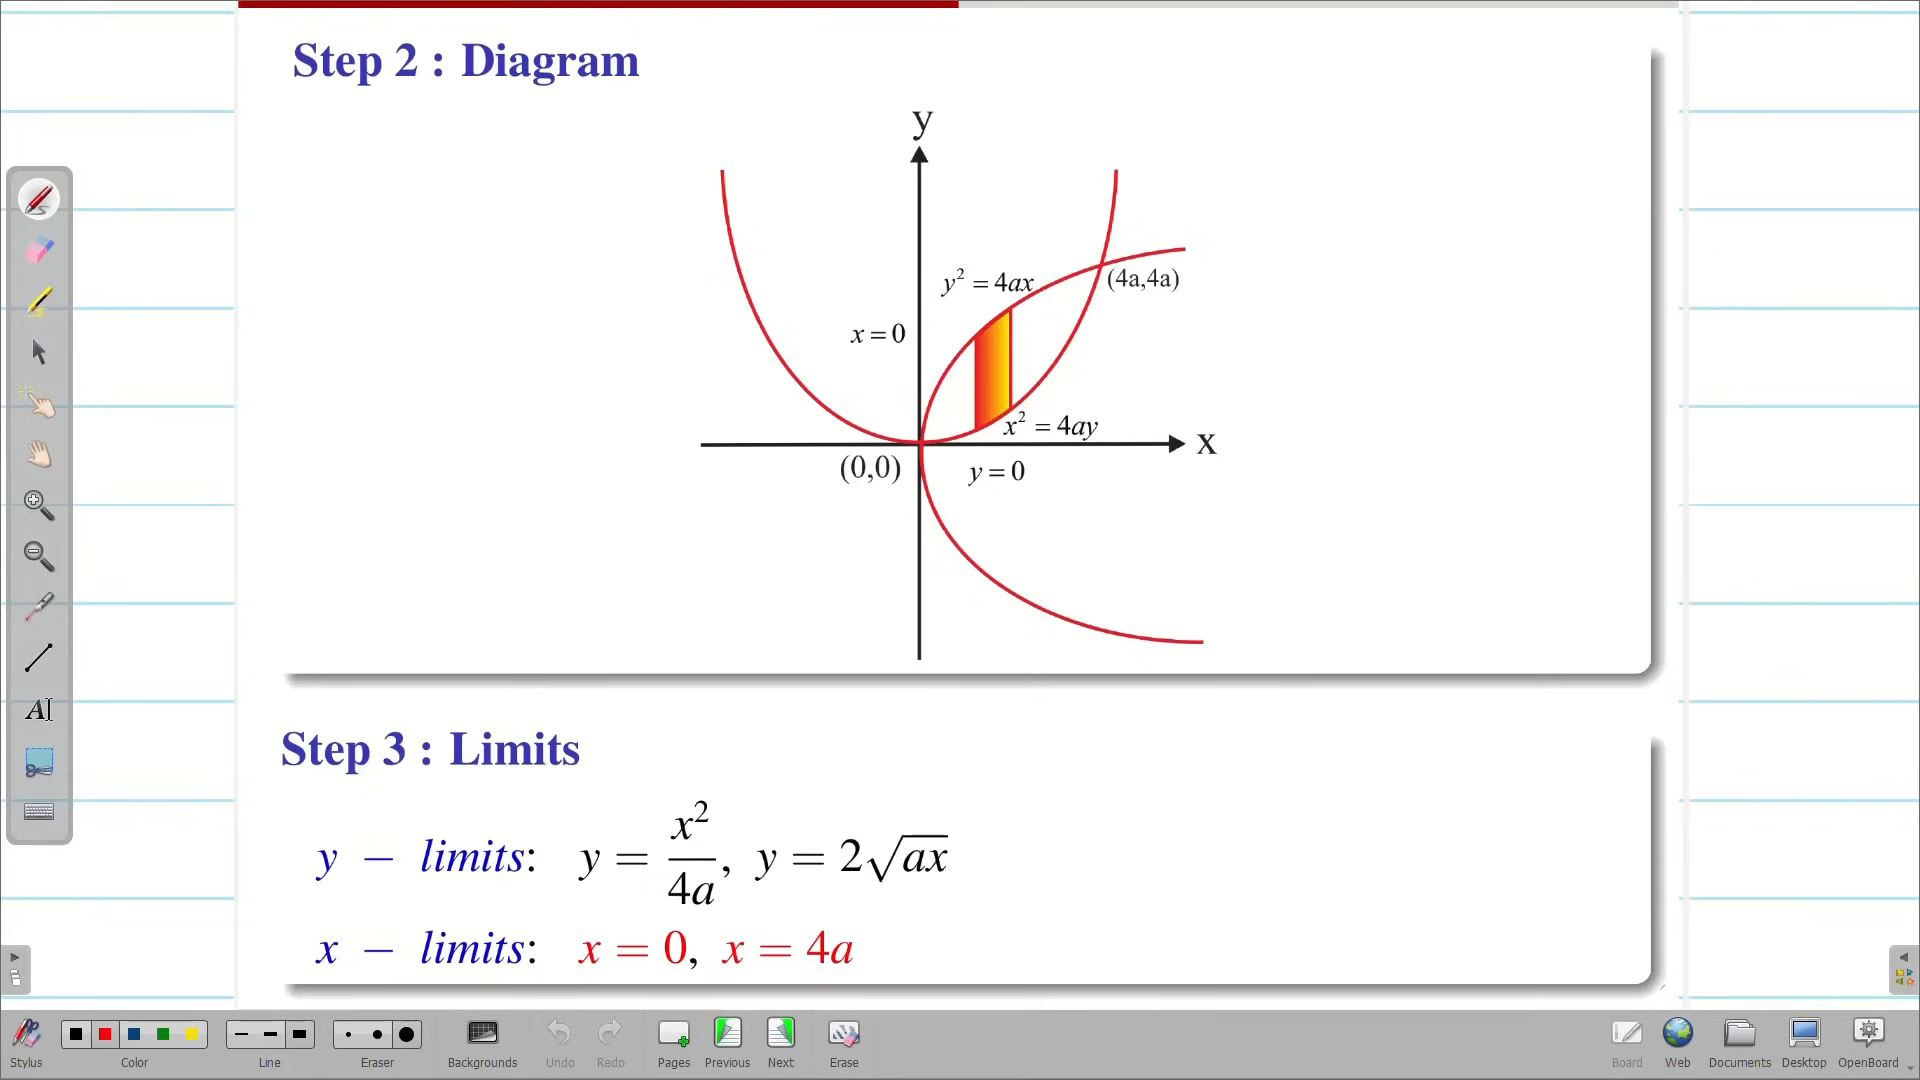 Step 2 : Diagram
y
y² = 4ax
(4a,4a)
x = 0
x² = 4ay
x
(0,0)
y = 0
Step 3 : Limits
y − limits: y = x²/4a, y = 2√ax
x − limits: x = 0, x = 4a
Stylus Color Line Eraser Backgrounds Undo Redo Pages Previous Next Erase Board Web Documents Desktop OpenBoard